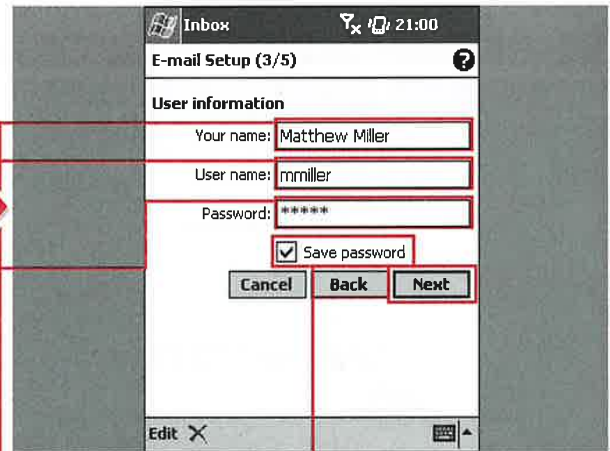 Inbox 21:00
E-mail Setup (3/5)
User information
Your name: Matthew Miller
User name: mmiller
Password: *****
Save password
Cancel Back Next
Edit